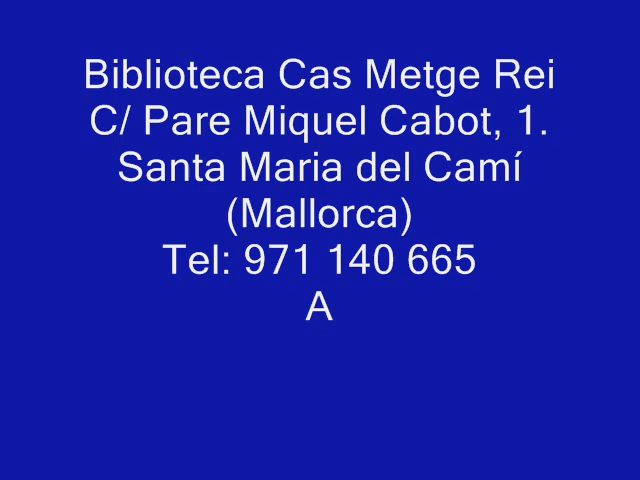 Biblioteca Cas Metge Rei
C/ Pare Miquel Cabot, 1.
Santa Maria del Camí
(Mallorca)
Tel: 971 140 665
A